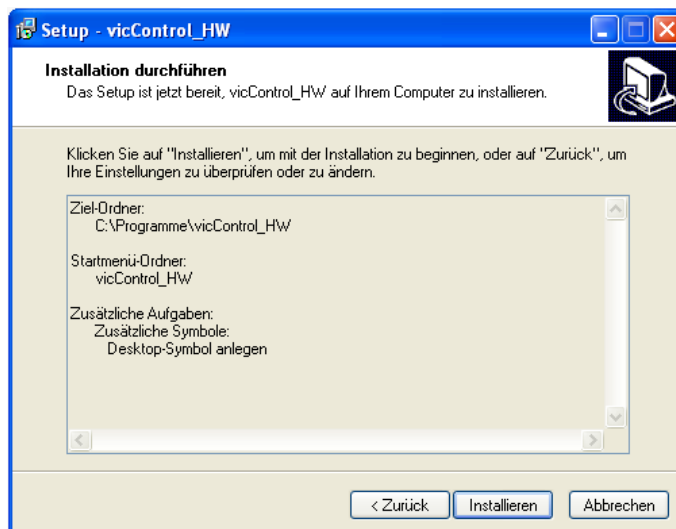 Setup - vicControl_HW
Installation durchführen
Das Setup ist jetzt bereit, vicControl_HW auf Ihrem Computer zu installieren.
Klicken Sie auf "Installieren", um mit der Installation zu beginnen, oder auf "Zurück", um
Ihre Einstellungen zu überprüfen oder zu ändern.
Ziel-Ordner:
C:\Programme\vicControl_HW
Startmenü-Ordner:
vicControl_HW
Zusätzliche Aufgaben:
Zusätzliche Symbole:
Desktop-Symbol anlegen
< Zurück
Installieren
Abbrechen